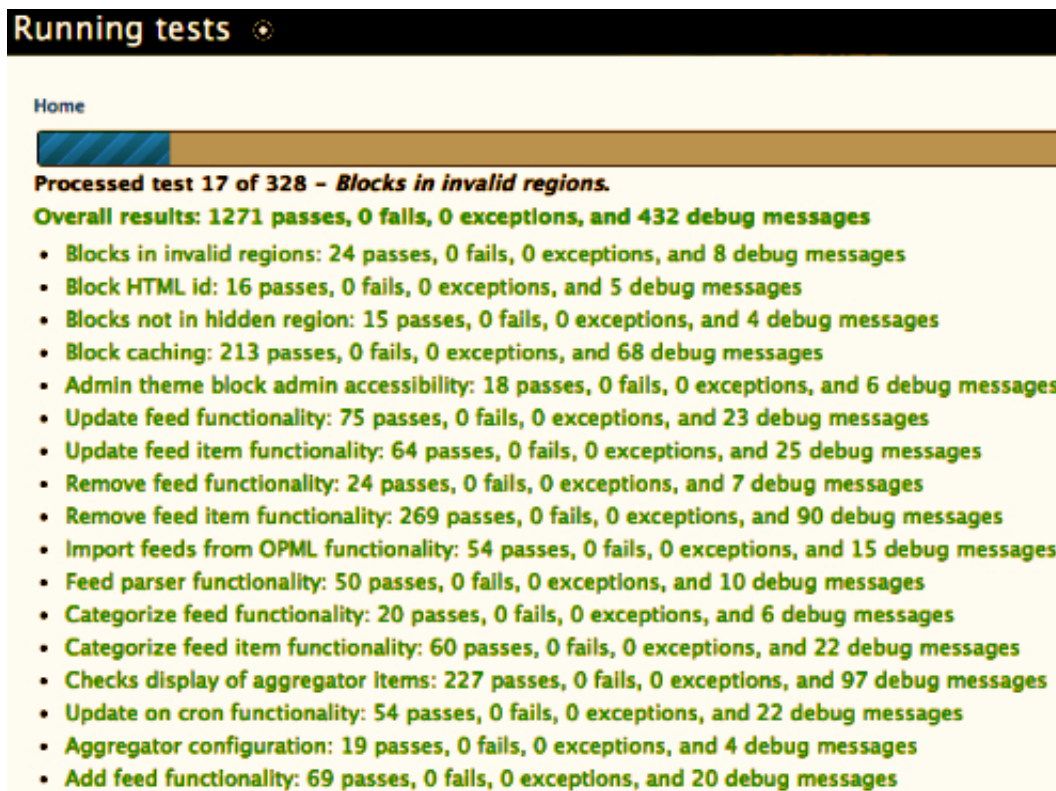 Running tests
Home
Processed test 17 of 328 – Blocks in invalid regions.
Overall results: 1271 passes, 0 fails, 0 exceptions, and 432 debug messages
• Blocks in invalid regions: 24 passes, 0 fails, 0 exceptions, and 8 debug messages
• Block HTML id: 16 passes, 0 fails, 0 exceptions, and 5 debug messages
• Blocks not in hidden region: 15 passes, 0 fails, 0 exceptions, and 4 debug messages
• Block caching: 213 passes, 0 fails, 0 exceptions, and 68 debug messages
• Admin theme block admin accessibility: 18 passes, 0 fails, 0 exceptions, and 6 debug messages
• Update feed functionality: 75 passes, 0 fails, 0 exceptions, and 23 debug messages
• Update feed item functionality: 64 passes, 0 fails, 0 exceptions, and 25 debug messages
• Remove feed functionality: 24 passes, 0 fails, 0 exceptions, and 7 debug messages
• Remove feed item functionality: 269 passes, 0 fails, 0 exceptions, and 90 debug messages
• Import feeds from OPML functionality: 54 passes, 0 fails, 0 exceptions, and 15 debug messages
• Feed parser functionality: 50 passes, 0 fails, 0 exceptions, and 10 debug messages
• Categorize feed functionality: 20 passes, 0 fails, 0 exceptions, and 6 debug messages
• Categorize feed item functionality: 60 passes, 0 fails, 0 exceptions, and 22 debug messages
• Checks display of aggregator items: 227 passes, 0 fails, 0 exceptions, and 97 debug messages
• Update on cron functionality: 54 passes, 0 fails, 0 exceptions, and 22 debug messages
• Aggregator configuration: 19 passes, 0 fails, 0 exceptions, and 4 debug messages
• Add feed functionality: 69 passes, 0 fails, 0 exceptions, and 20 debug messages